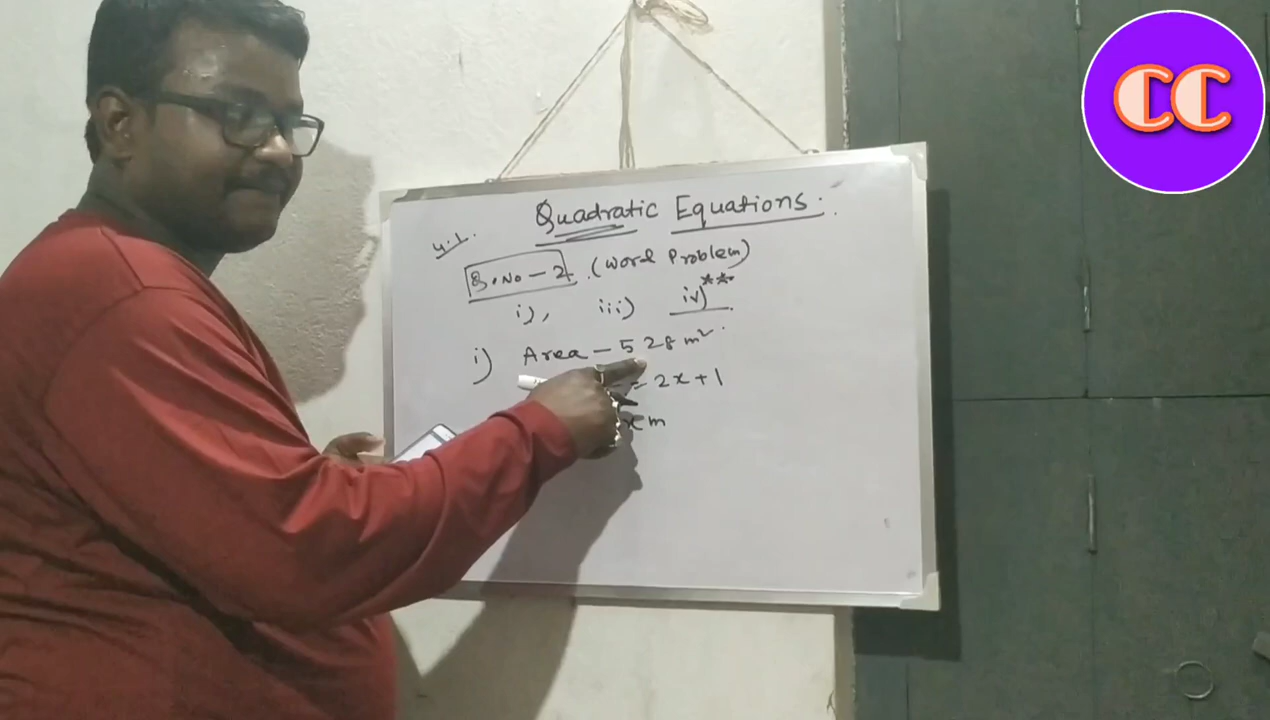 CC
Quadratic Equations.
4.1.
Q.No-2. (Word Problem)
i), iii) iv)**
i) Area - 528 m²
= 2x+1
x m